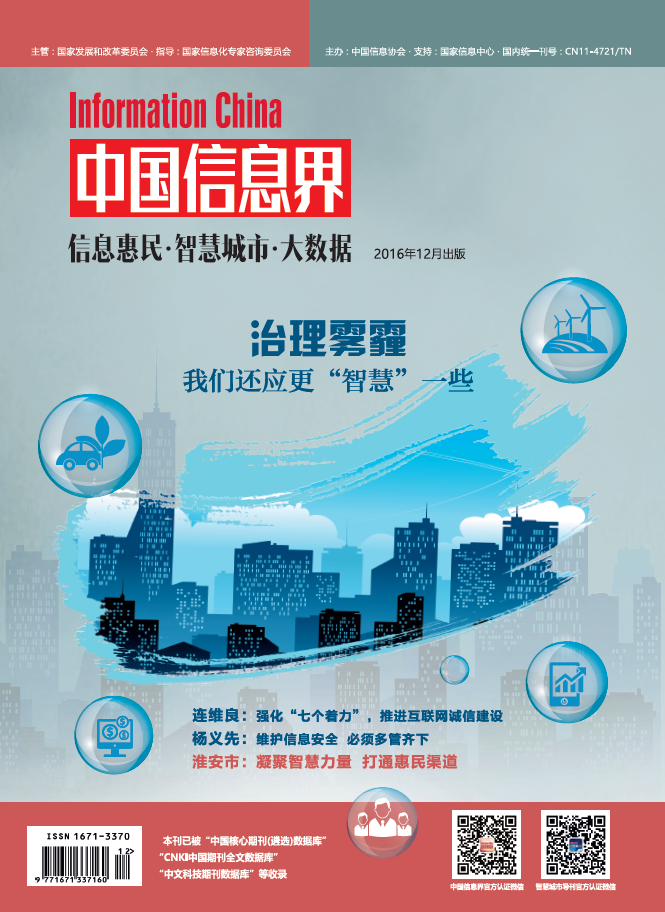 主管：国家发展和改革委员会 · 指导：国家信息化专家咨询委员会
主办：中国信息协会 · 支持：国家信息中心 · 国内统一刊号：CN11-4721/TN
Information China
中国信息界
信息惠民·智慧城市·大数据
2016年12月出版
治理雾霾
我们还应更“智慧”一些
连维良：强化“七个着力”，推进互联网诚信建设
杨义先：维护信息安全 必须多管齐下
淮安市：凝聚智慧力量 打通惠民渠道
ISSN 1671-3370
12>
9 771671 337160
本刊已被“中国核心期刊(遴选)数据库”
“CNKI中国期刊全文数据库”
“中文科技期刊数据库”等收录
中国信息界官方认证微信
智慧城市导刊官方认证微信